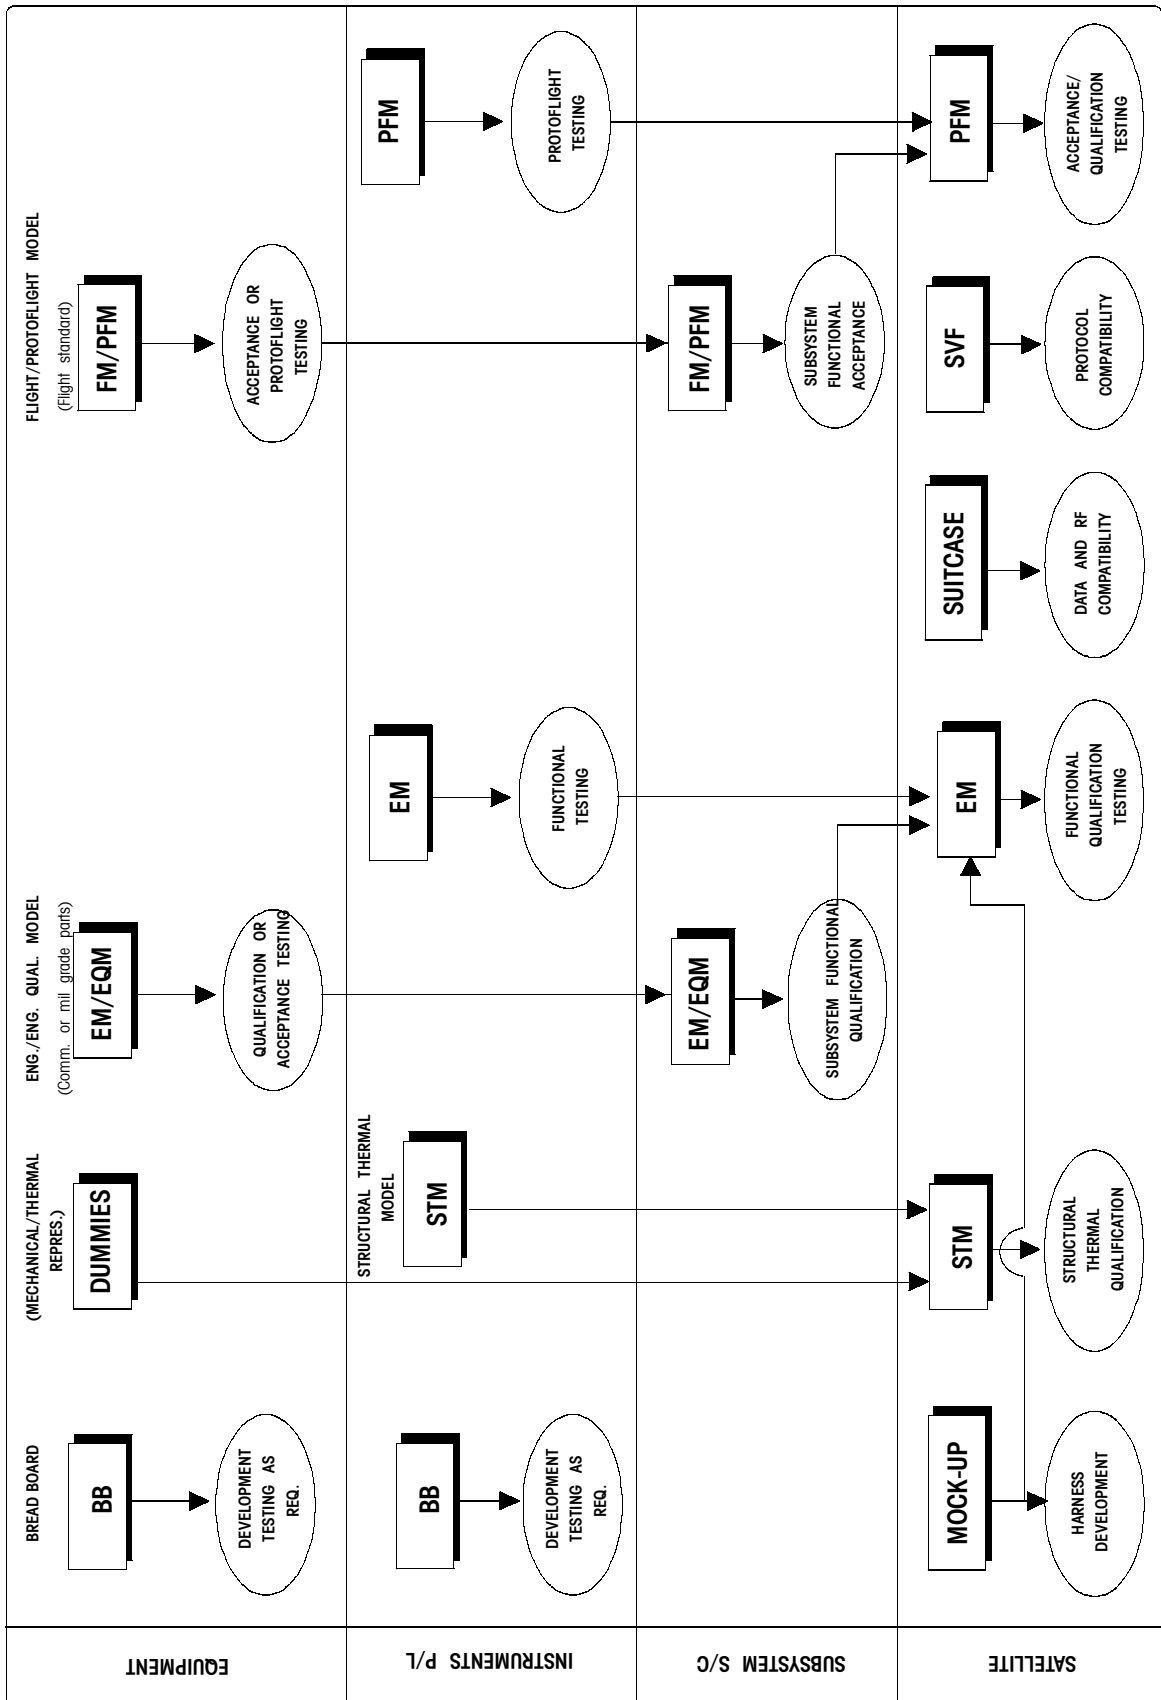 EQUIPMENT
BREAD BOARD
BB
DEVELOPMENT
TESTING AS
REQ.
(MECHANICAL/THERMAL
REPRES.)
DUMMIES
ENG./ENG. QUAL. MODEL
(Comm. or mil grade parts)
EM/EQM
QUALIFICATION OR
ACCEPTANCE TESTING
FLIGHT/PROTOFLIGHT MODEL
(Flight standard)
FM/PFM
ACCEPTANCE OR
PROTOFLIGHT
TESTING
INSTRUMENTS P/L
BB
DEVELOPMENT
TESTING AS
REQ.
STRUCTURAL THERMAL
MODEL
STM
EM
FUNCTIONAL
TESTING
PFM
PROTOFLIGHT
TESTING
SUBSYSTEM S/C
EM/EQM
SUBSYSTEM FUNCTIONAL
QUALIFICATION
FM/PFM
SUBSYSTEM
FUNCTIONAL
ACCEPTANCE
SATELLITE
MOCK-UP
HARNESS
DEVELOPMENT
STM
STRUCTURAL
THERMAL
QUALIFICATION
EM
FUNCTIONAL
QUALIFICATION
TESTING
SUITCASE
DATA AND RF
COMPATIBILITY
SVF
PROTOCOL
COMPATIBILITY
PFM
ACCEPTANCE/
QUALIFICATION
TESTING